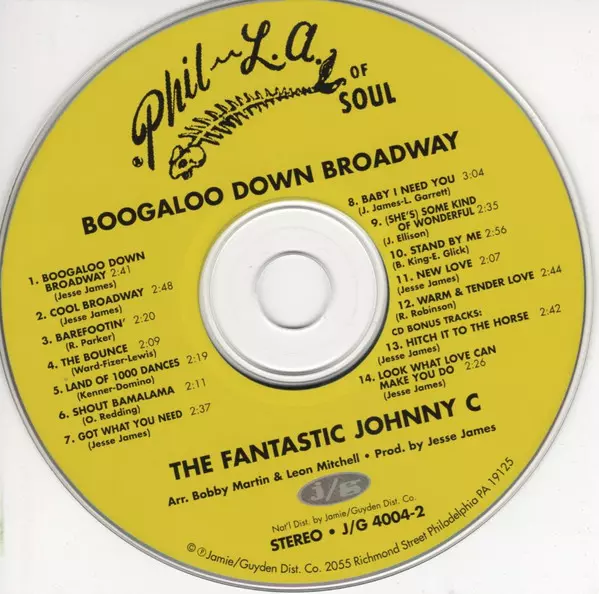 Phil-L.A.
OF
SOUL
®
BOOGALOO DOWN BROADWAY
1. BOOGALOO DOWN
BROADWAY 2:41
(Jesse James)
2. COOL BROADWAY 2:48
(Jesse James)
3. BAREFOOTIN' 2:20
(R. Parker)
4. THE BOUNCE 2:09
(Ward-Fizer-Lewis)
5. LAND OF 1000 DANCES 2:19
(Kenner-Domino)
6. SHOUT BAMALAMA 2:11
(O. Redding)
7. GOT WHAT YOU NEED 2:37
(Jesse James)
8. BABY I NEED YOU 3:04
(J. James-L. Garrett)
9. (SHE'S) SOME KIND
OF WONDERFUL 2:35
(J. Ellison)
10. STAND BY ME 2:56
(B. King-E. Glick)
11. NEW LOVE 2:07
(Jesse James)
12. WARM & TENDER LOVE 2:44
(R. Robinson)
CD BONUS TRACKS:
13. HITCH IT TO THE HORSE 2:42
(Jesse James)
14. LOOK WHAT LOVE CAN
MAKE YOU DO 2:26
(Jesse James)
THE FANTASTIC JOHNNY C
Arr. Bobby Martin & Leon Mitchell • Prod. by Jesse James
j/g
Nat'l Dist. by Jamie/Guyden Dist. Co.
STEREO • J/G 4004-2
© ℗ Jamie/Guyden Dist. Co. 2055 Richmond Street Philadelphia PA 19125